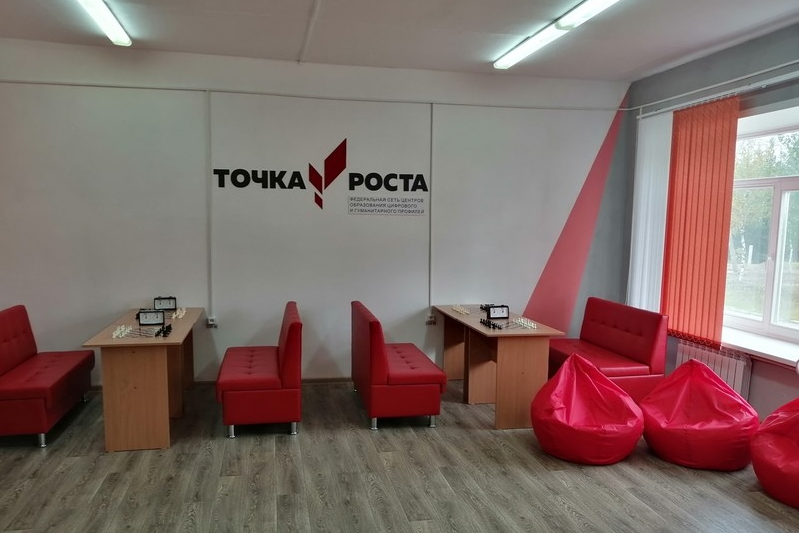 ТОЧКА РОСТА
ФЕДЕРАЛЬНАЯ СЕТЬ ЦЕНТРОВ
ОБРАЗОВАНИЯ ЦИФРОВОГО
И ГУМАНИТАРНОГО ПРОФИЛЕЙ